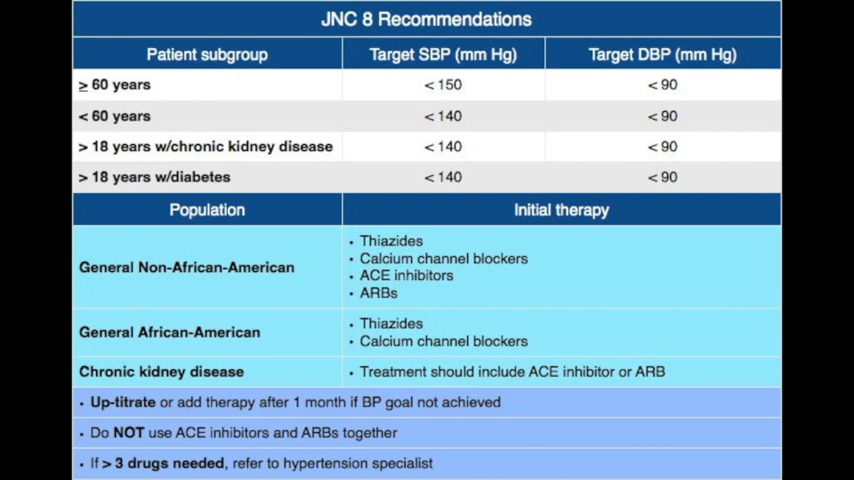 JNC 8 Recommendations
Patient subgroup Target SBP (mm Hg) Target DBP (mm Hg)
≥ 60 years < 150 < 90
< 60 years < 140 < 90
> 18 years w/chronic kidney disease < 140 < 90
> 18 years w/diabetes < 140 < 90
Population Initial therapy
General Non-African-American
• Thiazides
• Calcium channel blockers
• ACE inhibitors
• ARBs
General African-American
• Thiazides
• Calcium channel blockers
Chronic kidney disease • Treatment should include ACE inhibitor or ARB
• Up-titrate or add therapy after 1 month if BP goal not achieved
• Do NOT use ACE inhibitors and ARBs together
• If > 3 drugs needed, refer to hypertension specialist